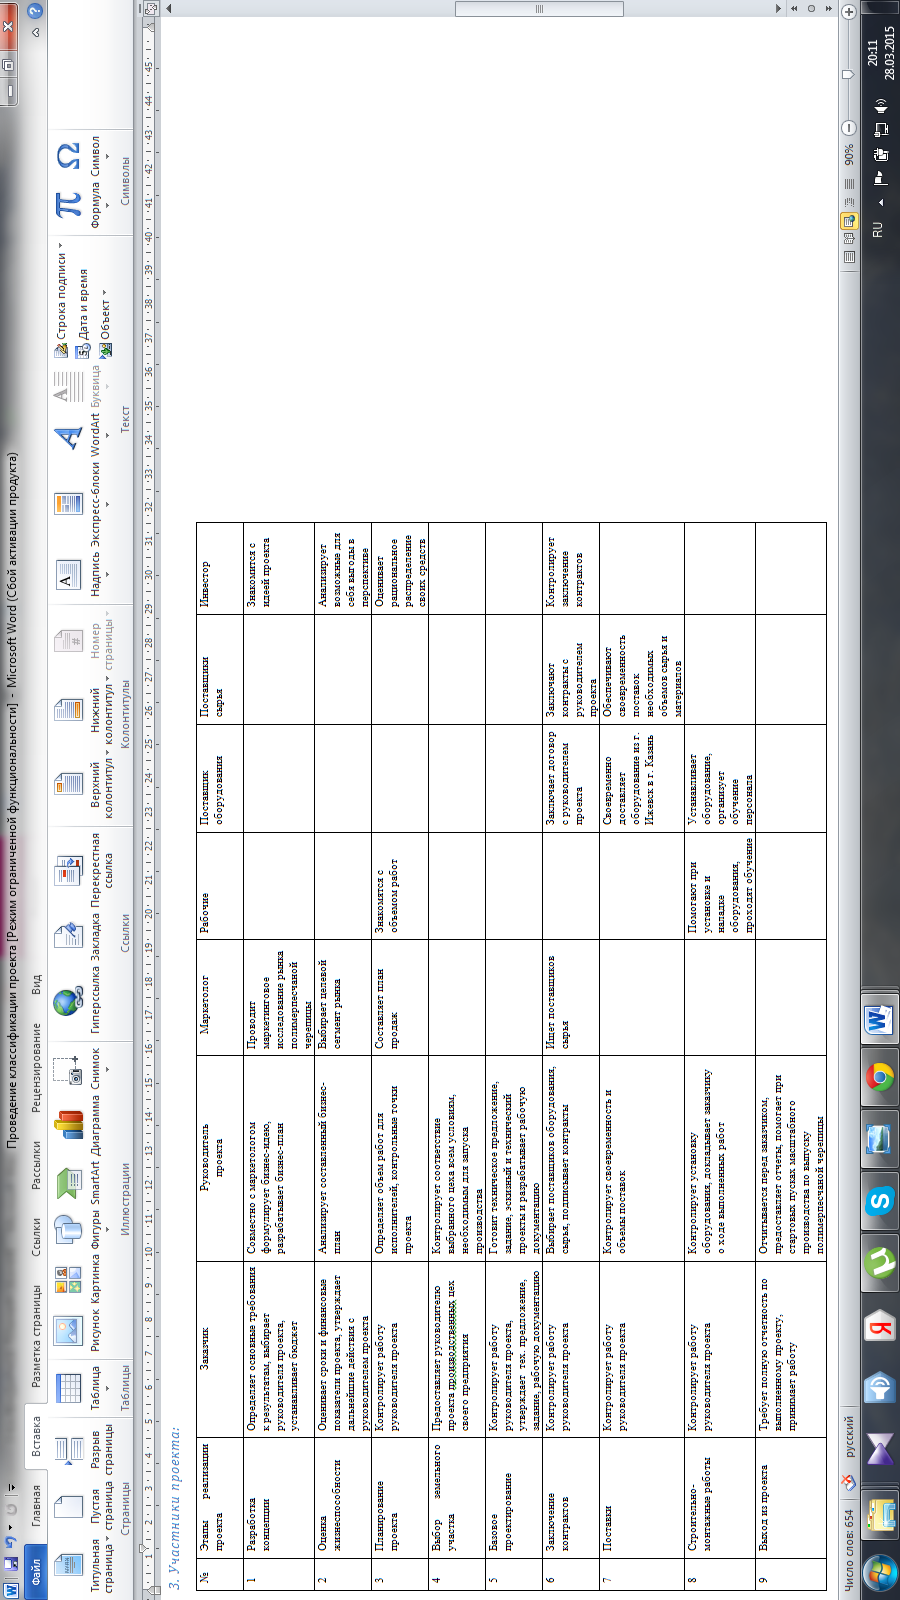 Проведение классификации проекта [Режим ограниченной функциональности] - Microsoft Word (Сбой активации продукта)
Файл
Главная
Вставка
Разметка страницы
Ссылки
Рассылки
Рецензирование
Вид
Титульная страница
Пустая страница
Разрыв страницы
Страницы
Таблица
Таблицы
Рисунок
Картинка
Фигуры
SmartArt
Диаграмма
Снимок
Иллюстрации
Гиперссылка
Закладка
Перекрестная ссылка
Ссылки
Верхний колонтитул
Нижний колонтитул
Номер страницы
Колонтитулы
Надпись
Экспресс-блоки
WordArt
Буквица
Строка подписи
Дата и время
Объект
Текст
Формула
Символ
Символы
3. Участники проекта:
№
Этапы реализации
проекта
Заказчик
Руководитель
проекта
Маркетолог
Рабочие
Поставщик
оборудования
Поставщики
сырья
Инвестор
1
Разработка
концепции
Определяет основные требования
к результатам, выбирает
руководителя проекта,
устанавливает бюджет
Совместно с маркетологом
формулирует бизнес-идею,
разрабатывает бизнес-план
Проводит
маркетинговое
исследование рынка
полимерпесчаной
черепицы
Знакомится с
идеей проекта
2
Оценка
жизнеспособности
Оценивает сроки и финансовые
показатели проекта, утверждает
дальнейшие действия с
руководителем проекта
Анализирует составленный бизнес-
план
Выбирает целевой
сегмент рынка
Анализирует
возможные для
себя выгоды в
перспективе
3
Планирование
проекта
Контролирует работу
руководителя проекта
Определяет объем работ для
исполнителей, контрольные точки
проекта
Составляет план
продаж
Знакомятся с
объемом работ
Оценивает
рациональное
распределение
своих средств
4
Выбор земельного
участка
Предоставляет руководителю
проекта производственных цех
своего предприятия
Контролирует соответствие
выбранного цеха всем условиям,
необходимым для запуска
производства
5
Базовое
проектирование
Контролирует работу
руководителя проекта,
утверждает тех. предложение,
задание, рабочую документацию
Готовит техническое предложение,
задание, эскизный и технический
проекты и разрабатывает рабочую
документацию
6
Заключение
контрактов
Контролирует работу
руководителя проекта
Выбирает поставщиков оборудования,
сырья, подписывает контракты
Ищет поставщиков
сырья
Заключает договор
с руководителем
проекта
Заключают
контракты с
руководителем
проекта
Контролирует
заключение
контрактов
7
Поставки
Контролирует работу
руководителя проекта
Контролирует своевременность и
объемы поставок
Своевременно
доставляет
оборудование из г.
Ижевск в г. Казань
Обеспечивают
своевременность
поставок
необходимых
объемов сырья и
материалов
8
Строительно-
монтажные работы
Контролирует работу
руководителя проекта
Контролирует установку
оборудования, докладывает заказчику
о ходе выполненных работ
Помогают при
установке и
наладке
оборудования,
проходят обучение
Устанавливает
оборудование,
организует
обучение
персонала
9
Выход из проекта
Требует полную отчетность по
выполненному проекту,
принимает работу
Отчитывается перед заказчиком,
предоставляет отчеты, помогает при
стартовых пусках масштабного
производства по выпуску
полимерпесчаной черепицы
Число слов: 654
русский
90%
RU
20:11
28.03.2015